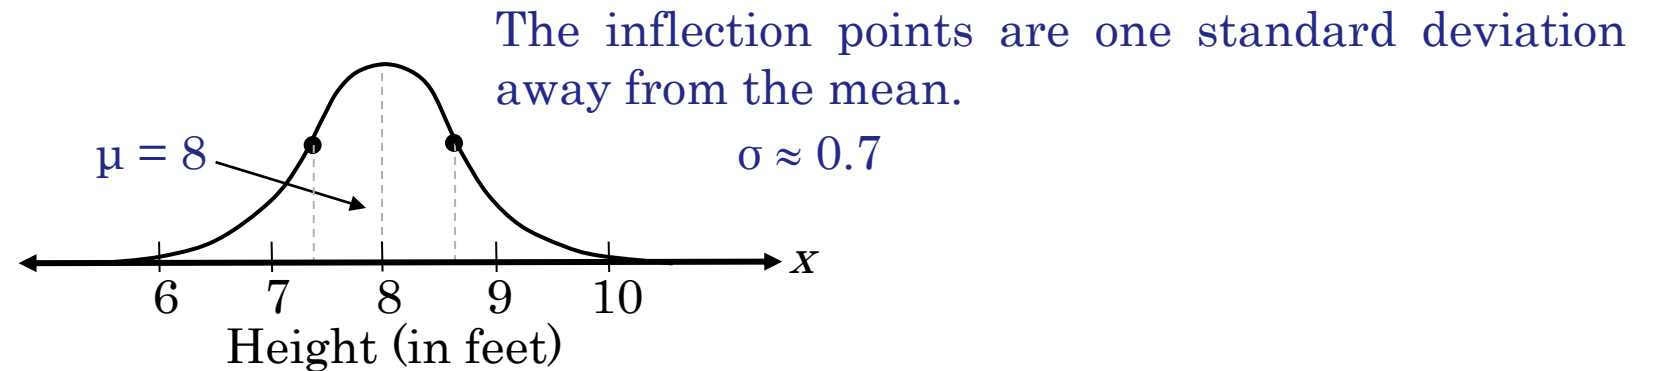 The inflection points are one standard deviation
away from the mean.
μ = 8
σ ≈ 0.7
x
6 7 8 9 10
Height (in feet)